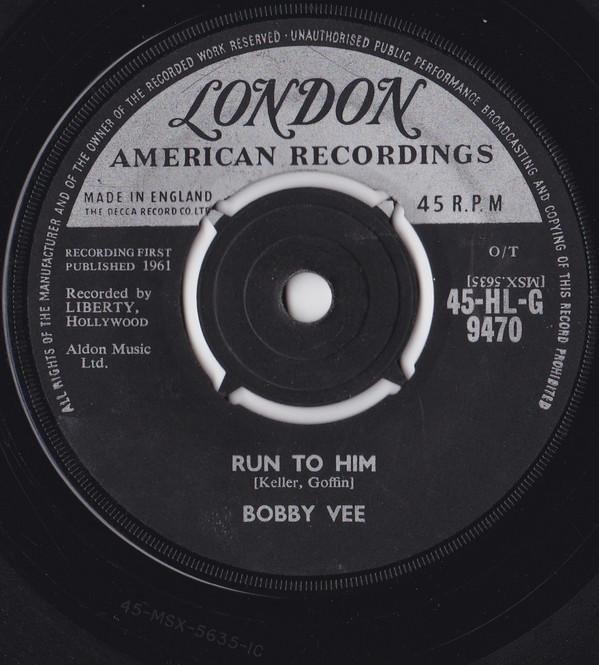 ALL RIGHTS OF THE MANUFACTURER AND OF THE OWNER OF THE RECORDED WORK RESERVED · UNAUTHORISED PUBLIC PERFORMANCE BROADCASTING AND COPYING OF THIS RECORD PROHIBITED
LONDON
AMERICAN RECORDINGS
MADE IN ENGLAND
THE DECCA RECORD CO. LTD
45 R.P.M
RECORDING FIRST
PUBLISHED 1961
O/T
Recorded by
LIBERTY,
HOLLYWOOD
[MSX.5635]
45-HL-G
9470
Aldon Music
Ltd.
RUN TO HIM
[Keller, Goffin]
BOBBY VEE
45-MSX-5635-1C